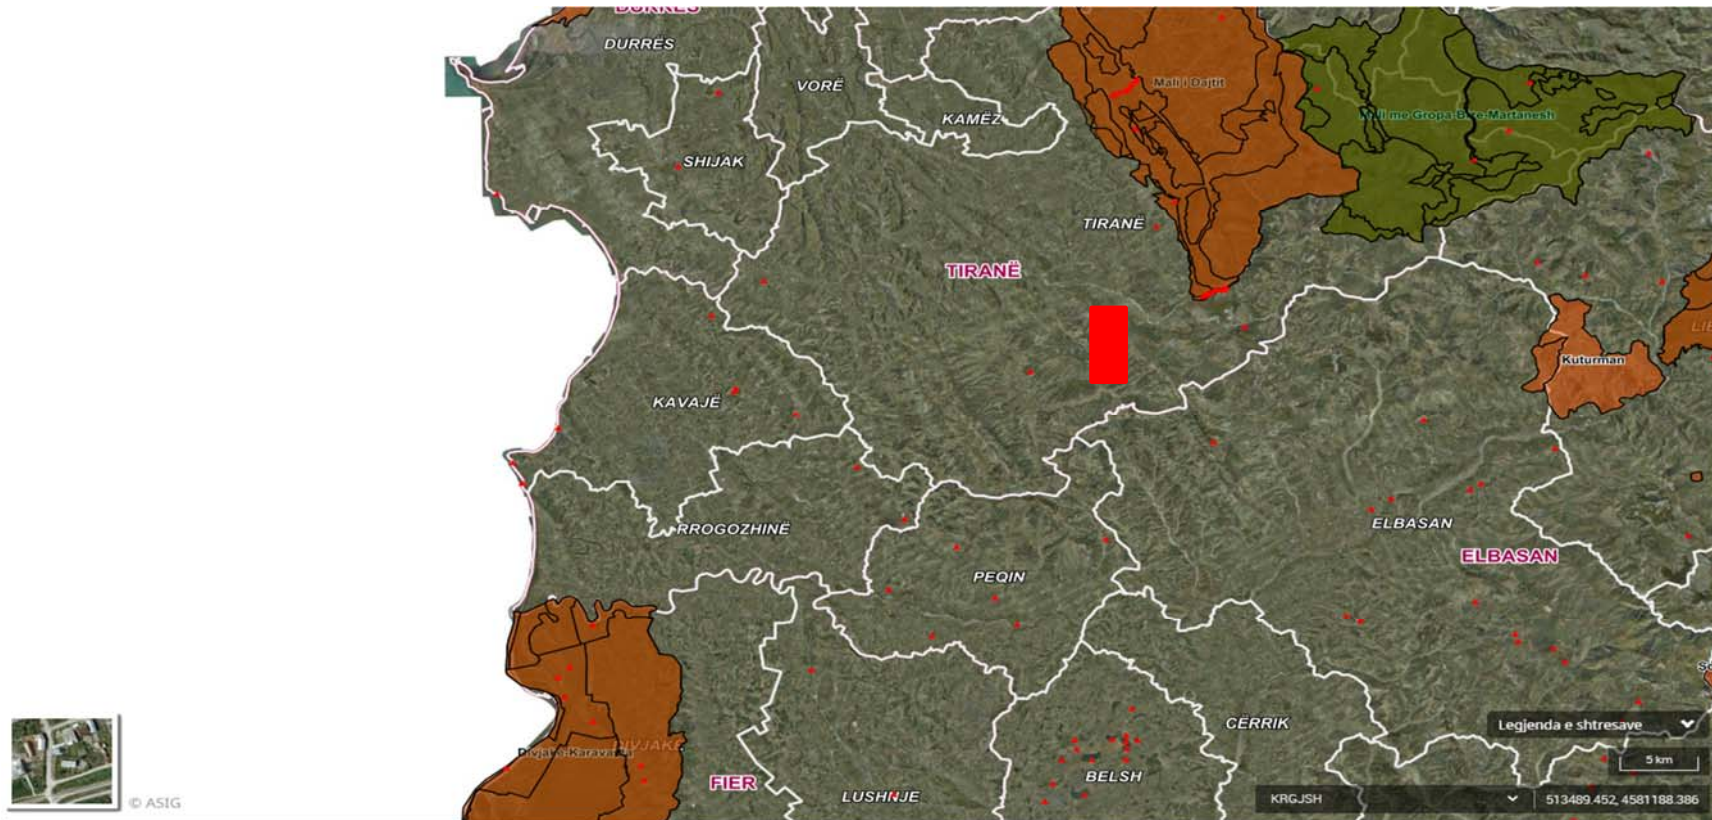 DURRËS
DURRËS
VORË
Mali i Dajtit
KAMËZ
SHIJAK
TIRANË
TIRANË
Kuturman
KAVAJË
RROGOZHINË
ELBASAN
ELBASAN
PEQIN
CËRRIK
Legjenda e shtresave
Divjakë-Karavasta
DIVJAKË
5 km
FIER
BELSH
LUSHNJE
© ASIG
KRGJSH
513489.452, 4581188.386